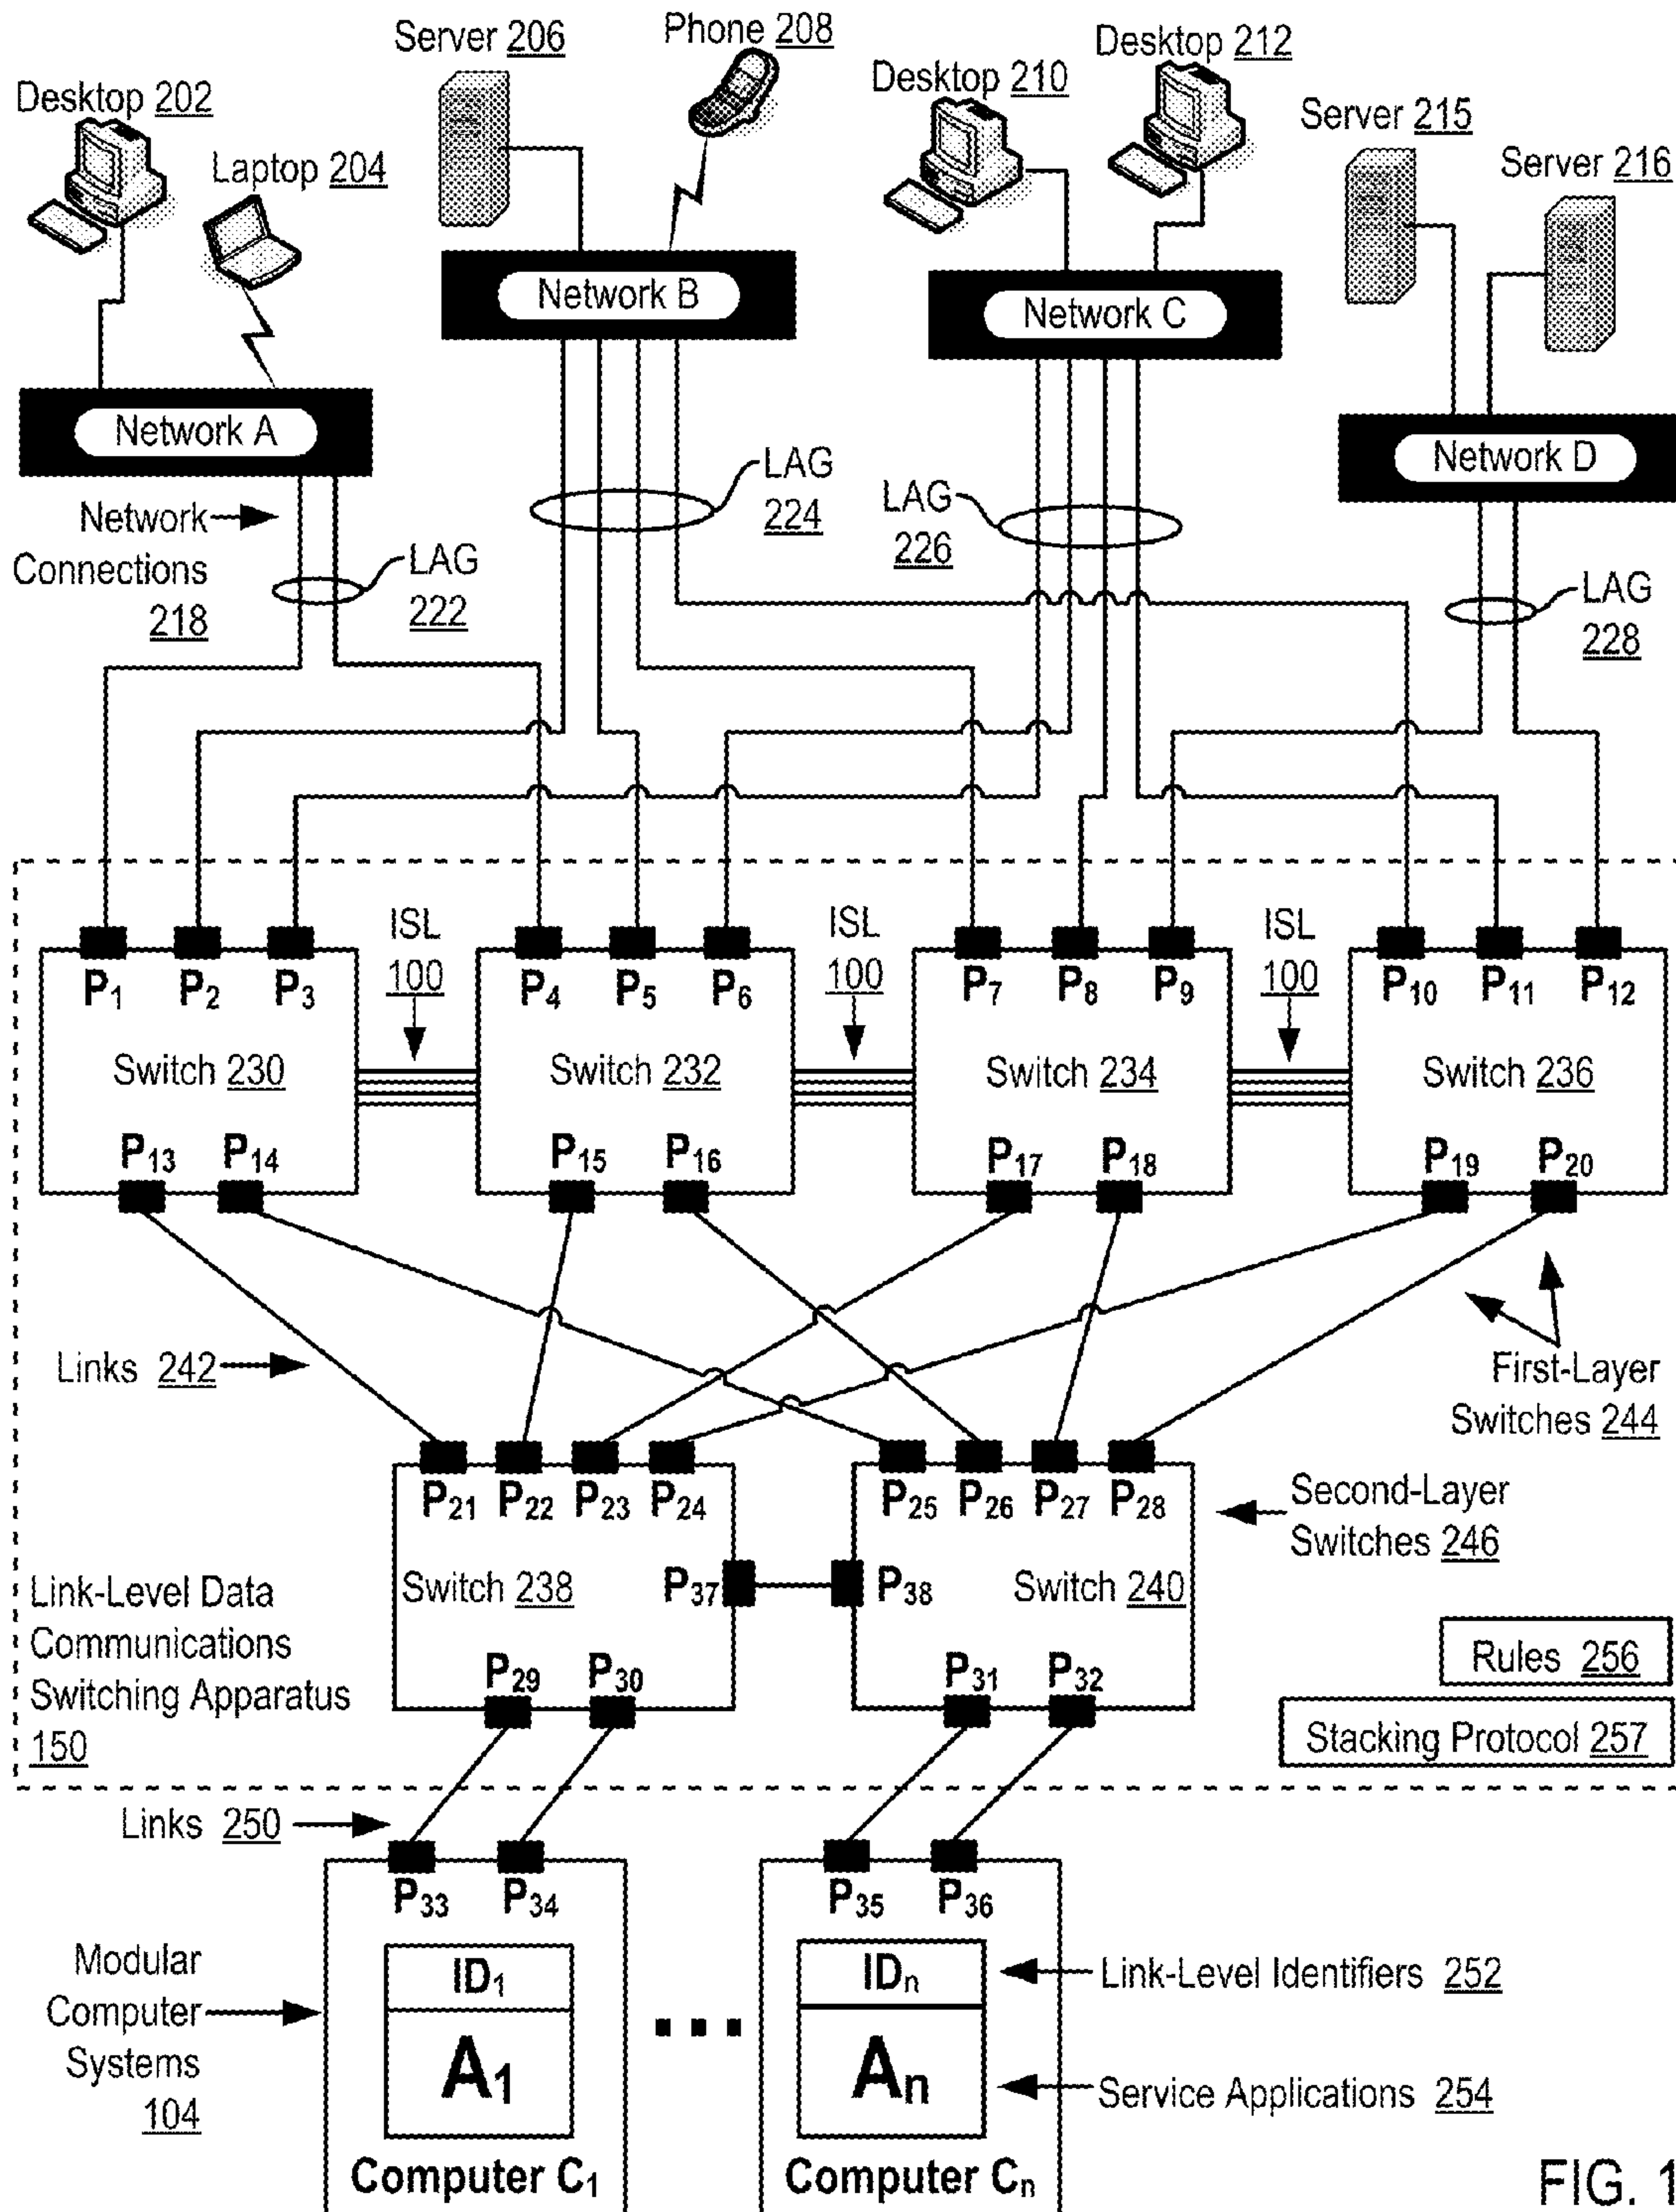 Server 206
Phone 208
Desktop 210
Desktop 212
Desktop 202
Laptop 204
Server 215
Server 216
Network B
Network C
Network A
Network D
Network
Connections
218
LAG
222
LAG
224
LAG
226
LAG
228
ISL
100
ISL
100
ISL
100
P1 P2 P3
P4 P5 P6
P7 P8 P9
P10 P11 P12
Switch 230
Switch 232
Switch 234
Switch 236
P13 P14
P15 P16
P17 P18
P19 P20
Links 242
First-Layer
Switches 244
P21 P22 P23 P24
P25 P26 P27 P28
Second-Layer
Switches 246
Switch 238
P37
P38
Switch 240
Link-Level Data
Communications
Switching Apparatus
150
P29 P30
P31 P32
Rules 256
Stacking Protocol 257
Links 250
P33 P34
P35 P36
Modular
Computer
Systems
104
ID1
A1
Computer C1
IDn
An
Computer Cn
Link-Level Identifiers 252
Service Applications 254
FIG. 1